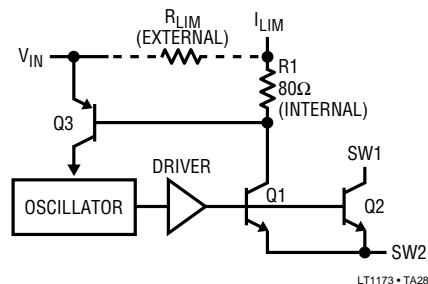 R_LIM
(EXTERNAL)
I_LIM
V_IN
R1
80Ω
(INTERNAL)
Q3
DRIVER
SW1
OSCILLATOR
Q1
Q2
SW2
LT1173 • TA28